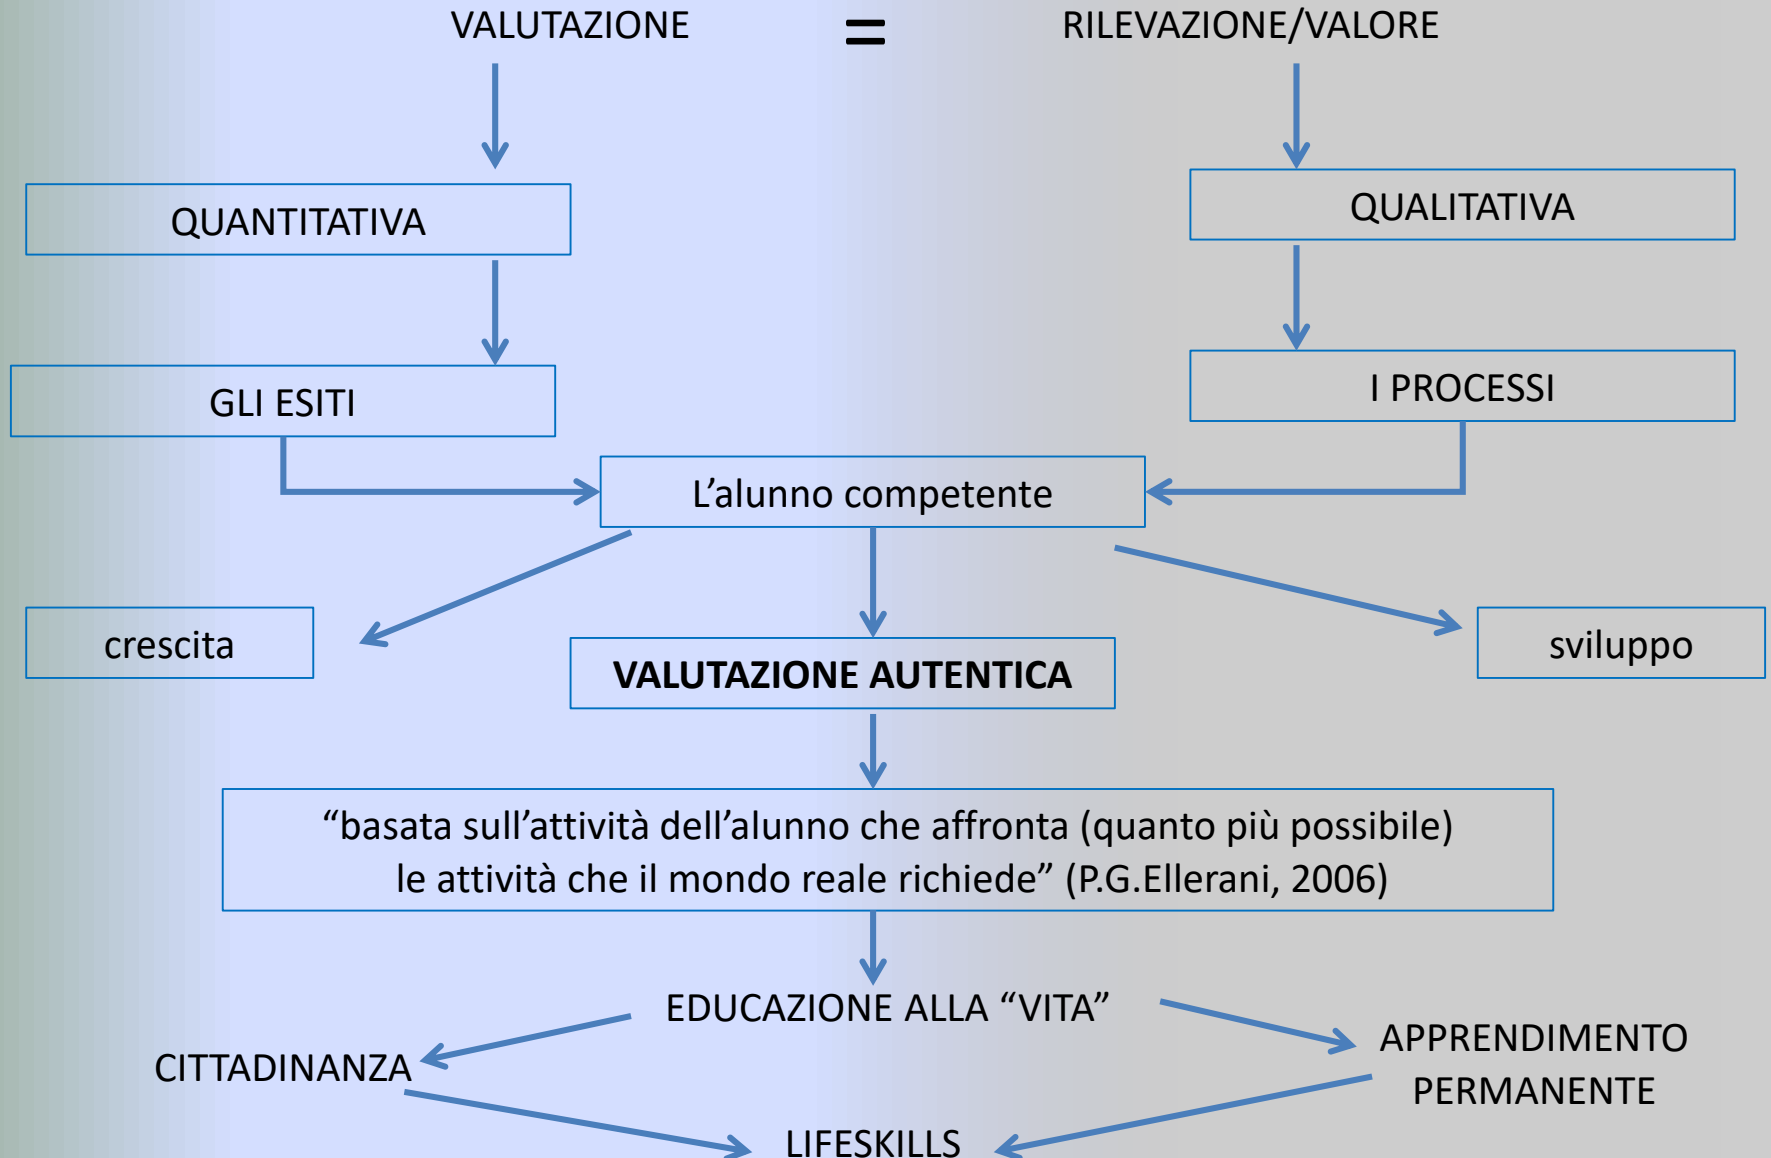 VALUTAZIONE = RILEVAZIONE/VALORE
QUANTITATIVA
QUALITATIVA
GLI ESITI
I PROCESSI
L’alunno competente
crescita
VALUTAZIONE AUTENTICA
sviluppo
“basata sull’attività dell’alunno che affronta (quanto più possibile)
le attività che il mondo reale richiede” (P.G.Ellerani, 2006)
EDUCAZIONE ALLA “VITA”
CITTADINANZA
APPRENDIMENTO
PERMANENTE
LIFESKILLS